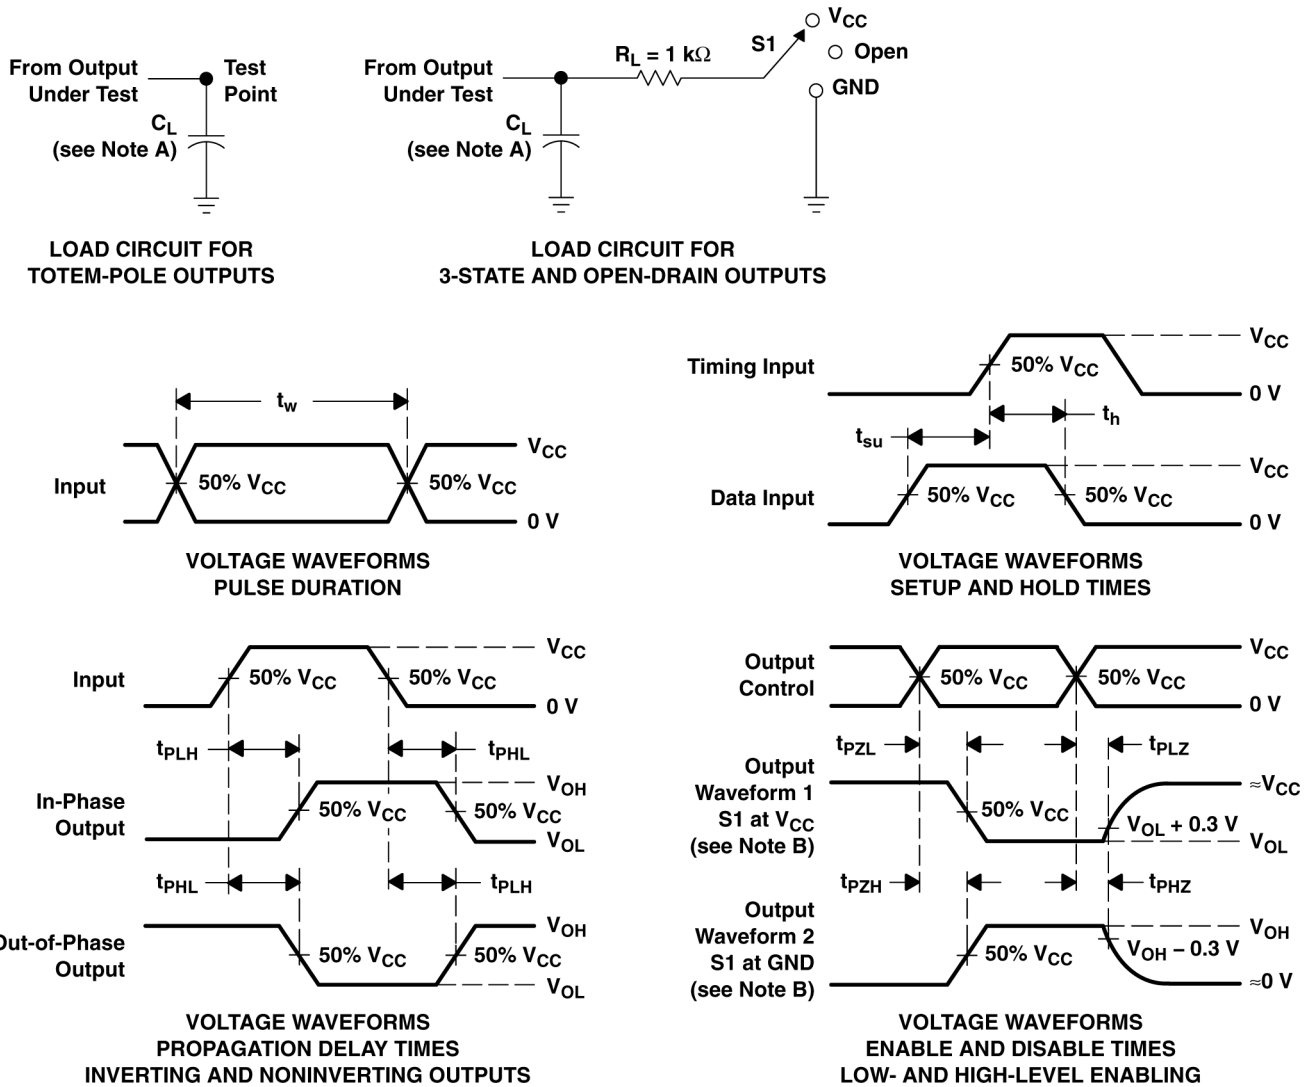 From Output
Under Test
Test
Point
CL
(see Note A)
LOAD CIRCUIT FOR
TOTEM-POLE OUTPUTS
From Output
Under Test
RL = 1 kΩ
S1
VCC
Open
GND
CL
(see Note A)
LOAD CIRCUIT FOR
3-STATE AND OPEN-DRAIN OUTPUTS
tw
Input
50% VCC
50% VCC
VCC
0 V
VOLTAGE WAVEFORMS
PULSE DURATION
Timing Input
50% VCC
VCC
0 V
th
tsu
Data Input
50% VCC
50% VCC
VCC
0 V
VOLTAGE WAVEFORMS
SETUP AND HOLD TIMES
Input
50% VCC
50% VCC
VCC
0 V
tPLH
tPHL
In-Phase
Output
50% VCC
50% VCC
VOH
VOL
tPHL
tPLH
Out-of-Phase
Output
50% VCC
50% VCC
VOH
VOL
VOLTAGE WAVEFORMS
PROPAGATION DELAY TIMES
INVERTING AND NONINVERTING OUTPUTS
Output
Control
50% VCC
50% VCC
VCC
0 V
tPZL
tPLZ
Output
Waveform 1
S1 at VCC
(see Note B)
50% VCC
VOL + 0.3 V
≈VCC
VOL
tPZH
tPHZ
Output
Waveform 2
S1 at GND
(see Note B)
50% VCC
VOH − 0.3 V
VOH
≈0 V
VOLTAGE WAVEFORMS
ENABLE AND DISABLE TIMES
LOW- AND HIGH-LEVEL ENABLING